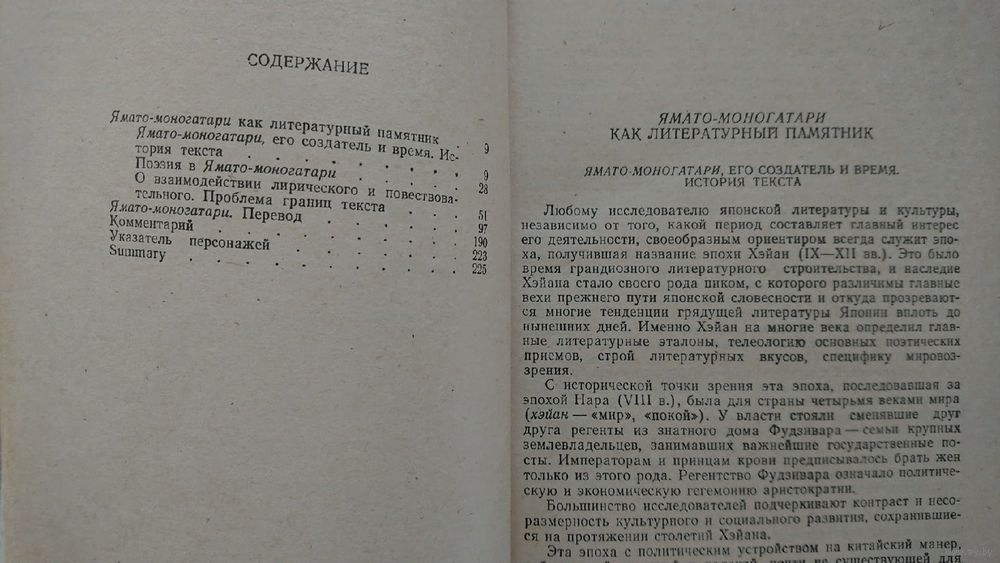 СОДЕРЖАНИЕ
Ямато-моногатари как литературный памятник . 9
Ямато-моногатари, его создатель и время. Ис-
тория текста . . . . . . . 9
Поэзия в Ямато-моногатари . . . . . 28
О взаимодействии лирического и повествова-
тельного. Проблема границ текста . . . 51
Ямато-моногатари. Перевод . . . . . . 97
Комментарий . . . . . . . . . 190
Указатель персонажей . . . . . . . 223
Summary . . . . . . . . . . 225
ЯМАТО-МОНОГАТАРИ
КАК ЛИТЕРАТУРНЫЙ ПАМЯТНИК
ЯМАТО-МОНОГАТАРИ, ЕГО СОЗДАТЕЛЬ И ВРЕМЯ.
ИСТОРИЯ ТЕКСТА
Любому исследователю японской литературы и культуры,
независимо от того, какой период составляет главный интерес
его деятельности, своеобразным ориентиром всегда служит эпо-
ха, получившая название эпохи Хэйан (IX—XII вв.). Это было
время грандиозного литературного строительства, и наследие
Хэйана стало своего рода пиком, с которого различимы главные
вехи прежнего пути японской словесности и откуда прозревают-
ся многие тенденции грядущей литературы Японии вплоть до
нынешних дней. Именно Хэйан на многие века определил глав-
ные литературные эталоны, телеологию основных поэтических
приемов, строй литературных вкусов, специфику мировоз-
зрения.
С исторической точки зрения эта эпоха, последовавшая за
эпохой Нара (VIII в.), была для страны четырьмя веками мира
(хэйан — «мир», «покой»). У власти стояли сменявшие друг
друга регенты из знатного дома Фудзивара — семьи крупных
землевладельцев, занимавших важнейшие государственные по-
сты. Императорам и принцам крови предписывалось брать жен
только из этого рода. Регентство Фудзивара означало политиче-
скую и экономическую гегемонию аристократии.
Большинство исследователей подчеркивают контраст и несо-
размерность культурного и социального развития, сохранившие-
ся на протяжении столетий Хэйана.
Эта эпоха с политическим устройством на китайский манер,